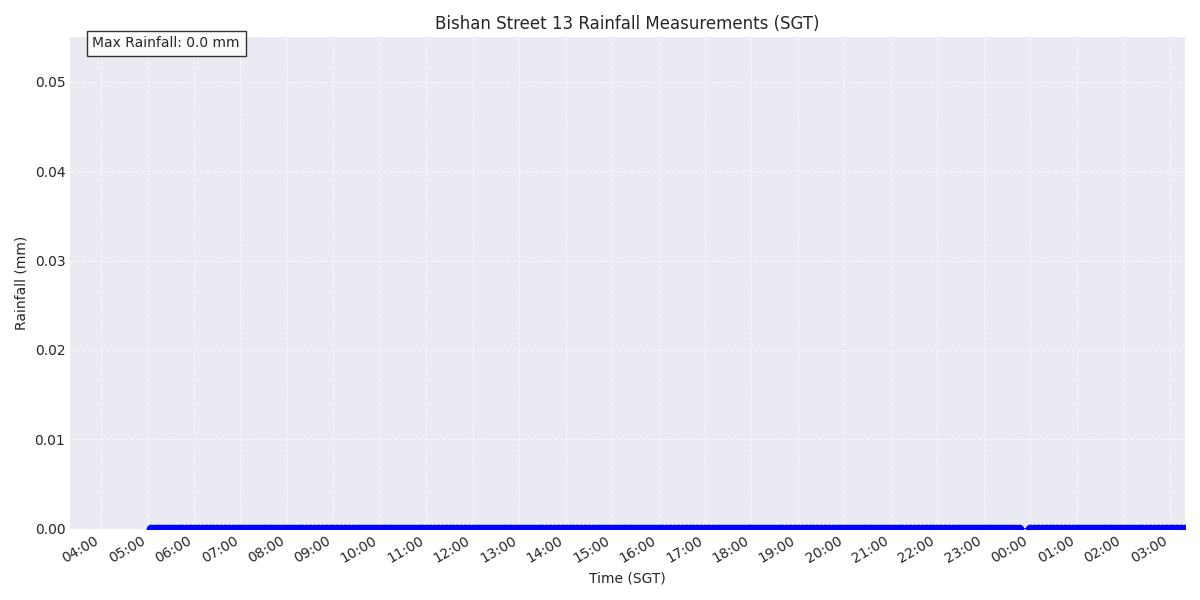 Bishan Street 13 Rainfall Measurements (SGT)
Max Rainfall: 0.0 mm
Rainfall (mm)
0.05
0.04
0.03
0.02
0.01
0.00
04:00 05:00 06:00 07:00 08:00 09:00 10:00 11:00 12:00 13:00 14:00 15:00 16:00 17:00 18:00 19:00 20:00 21:00 22:00 23:00 00:00 01:00 02:00 03:00
Time (SGT)